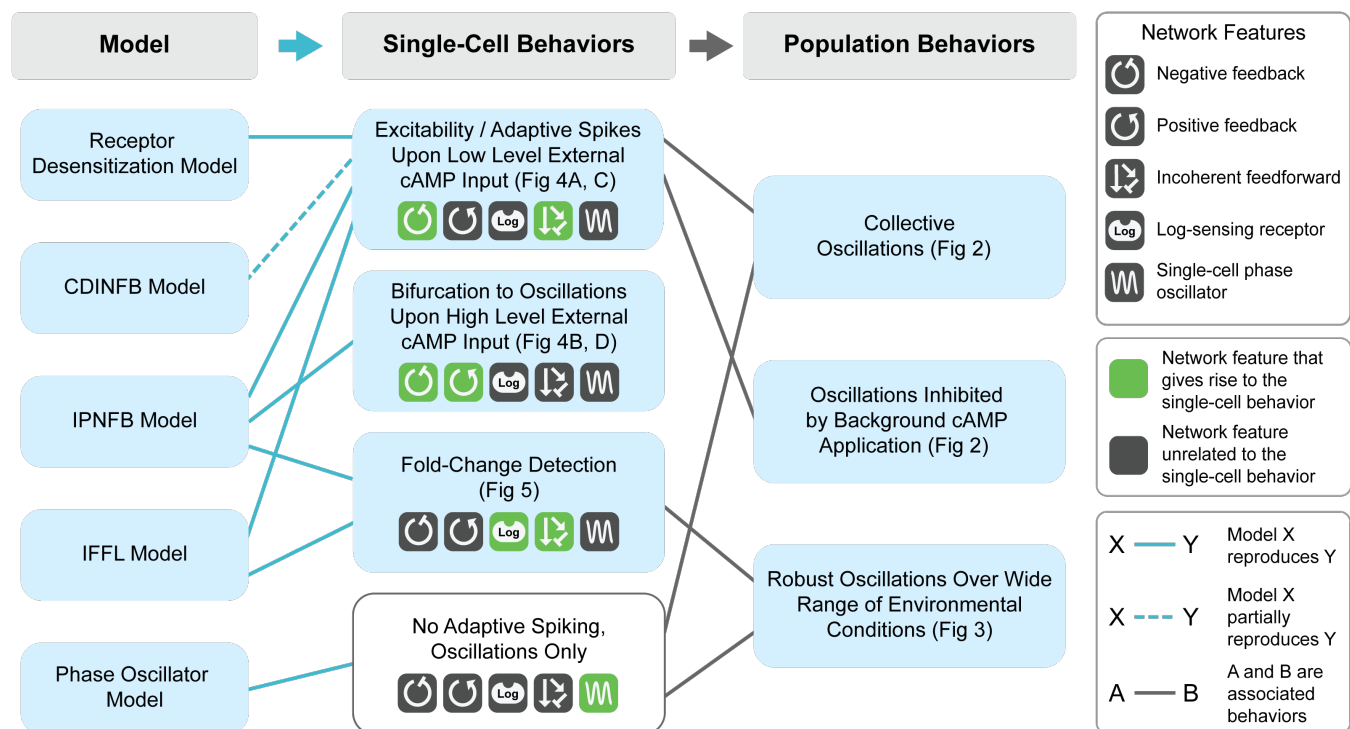 Model
Single-Cell Behaviors
Population Behaviors
Receptor
Desensitization Model
CDINFB Model
IPNFB Model
IFFL Model
Phase Oscillator
Model
Excitability / Adaptive Spikes
Upon Low Level External
cAMP Input (Fig 4A, C)
Log
Bifurcation to Oscillations
Upon High Level External
cAMP Input (Fig 4B, D)
Log
Fold-Change Detection
(Fig 5)
Log
No Adaptive Spiking,
Oscillations Only
Log
Collective
Oscillations (Fig 2)
Oscillations Inhibited
by Background cAMP
Application (Fig 2)
Robust Oscillations Over Wide
Range of Environmental
Conditions (Fig 3)
Network Features
Negative feedback
Positive feedback
Incoherent feedforward
Log
Log-sensing receptor
Single-cell phase
oscillator
Network feature that
gives rise to the
single-cell behavior
Network feature
unrelated to the
single-cell behavior
X Y
Model X
reproduces Y
X Y
Model X
partially
reproduces Y
A B
A and B are
associated
behaviors